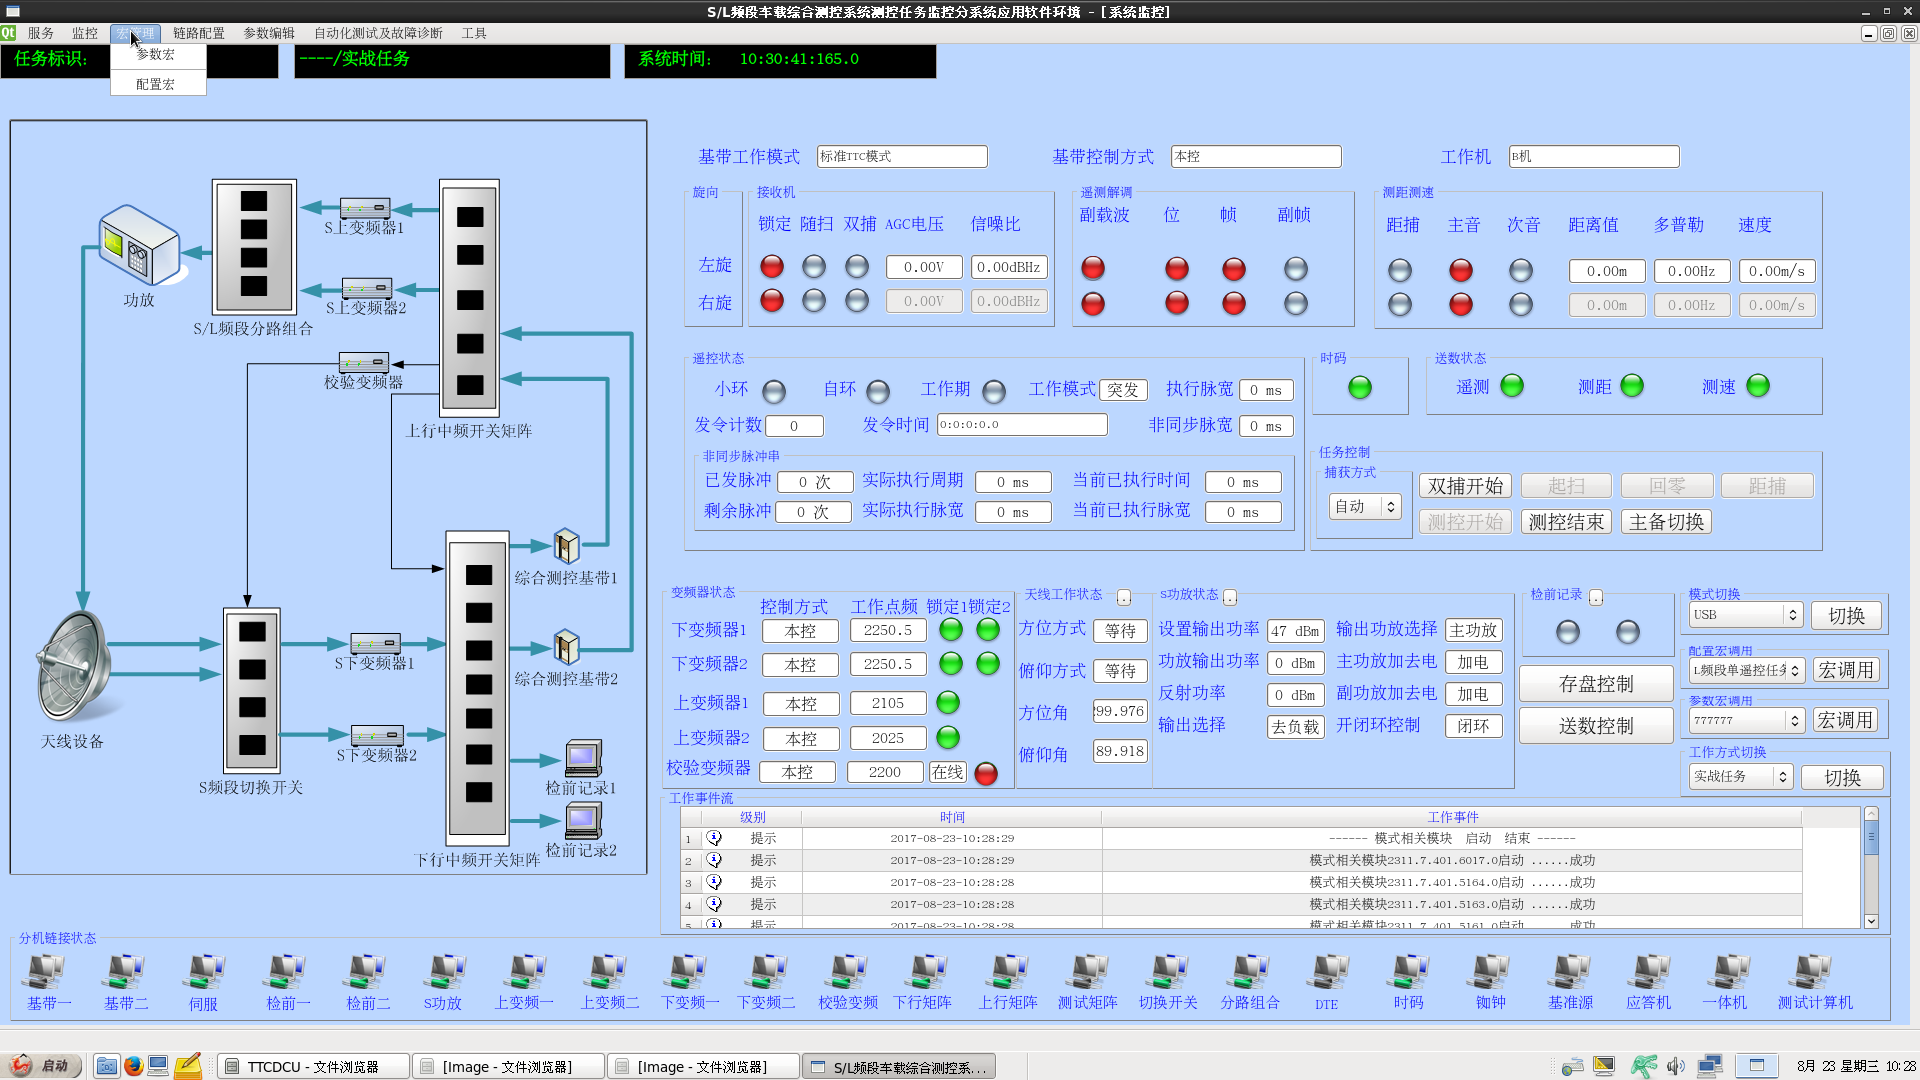 S/L频段车载综合测控系统测控任务监控分系统应用软件环境 - [系统监控]
服务 监控 宏管理 链路配置 参数编辑 自动化测试及故障诊断 工具
参数宏
配置宏
任务标识:
----/实战任务
系统时间: 10:30:41:165.0
功放
S/L频段分路组合
S上变频器1
S上变频器2
校验变频器
上行中频开关矩阵
综合测控基带1
综合测控基带2
天线设备
S频段切换开关
S下变频器1
S下变频器2
下行中频开关矩阵
检前记录1
检前记录2
基带工作模式 标准TTC模式 基带控制方式 本控 工作机 B机
旋向 接收机 遥测解调 测距测速
锁定 随扫 双捕 AGC电压 信噪比 副载波 位 帧 副帧 距捕 主音 次音 距离值 多普勒 速度
左旋 0.00V 0.00dBHz 0.00m 0.00Hz 0.00m/s
右旋 0.00V 0.00dBHz 0.00m 0.00Hz 0.00m/s
遥控状态 时码 送数状态
小环 自环 工作期 工作模式 突发 执行脉宽 0 ms 遥测 测距 测速
发令计数 0 发令时间 0:0:0:0.0 非同步脉宽 0 ms
非同步脉冲串
已发脉冲 0 次 实际执行周期 0 ms 当前已执行时间 0 ms
剩余脉冲 0 次 实际执行脉宽 0 ms 当前已执行脉宽 0 ms
任务控制
捕获方式
自动 双捕开始 起扫 回零 距捕
测控开始 测控结束 主备切换
变频器状态
控制方式 工作点频 锁定1 锁定2
下变频器1 本控 2250.5
下变频器2 本控 2250.5
上变频器1 本控 2105
上变频器2 本控 2025
校验变频器 本控 2200 在线
天线工作状态 ..
方位方式 等待
俯仰方式 等待
方位角 99.976
俯仰角 89.918
S功放状态 ..
设置输出功率 47 dBm 输出功放选择 主功放
功放输出功率 0 dBm 主功放加去电 加电
反射功率 0 dBm 副功放加去电 加电
输出选择 去负载 开闭环控制 闭环
检前记录 ..
存盘控制
送数控制
模式切换
USB 切换
配置宏调用
L频段单遥控任务 宏调用
参数宏调用
777777 宏调用
工作方式切换
实战任务 切换
工作事件流
级别 时间 工作事件
1 提示 2017-08-23-10:28:29 ------ 模式相关模块 启动 结束 ------
2 提示 2017-08-23-10:28:29 模式相关模块2311.7.401.6017.0启动 ......成功
3 提示 2017-08-23-10:28:28 模式相关模块2311.7.401.5164.0启动 ......成功
4 提示 2017-08-23-10:28:28 模式相关模块2311.7.401.5163.0启动 ......成功
5 提示 2017-08-23-10:28:28 模式相关模块2311.7.401.5161.0启动 ......成功
分机链接状态
基带一 基带二 伺服 检前一 检前二 S功放 上变频一 上变频二 下变频一 下变频二 校验变频 下行矩阵 上行矩阵 测试矩阵 切换开关 分路组合 DTE 时码 铷钟 基准源 应答机 一体机 测试计算机
启动 TTCDCU - 文件浏览器 [Image - 文件浏览器] [Image - 文件浏览器] S/L频段车载综合测控系... 8月 23 星期三 10:28